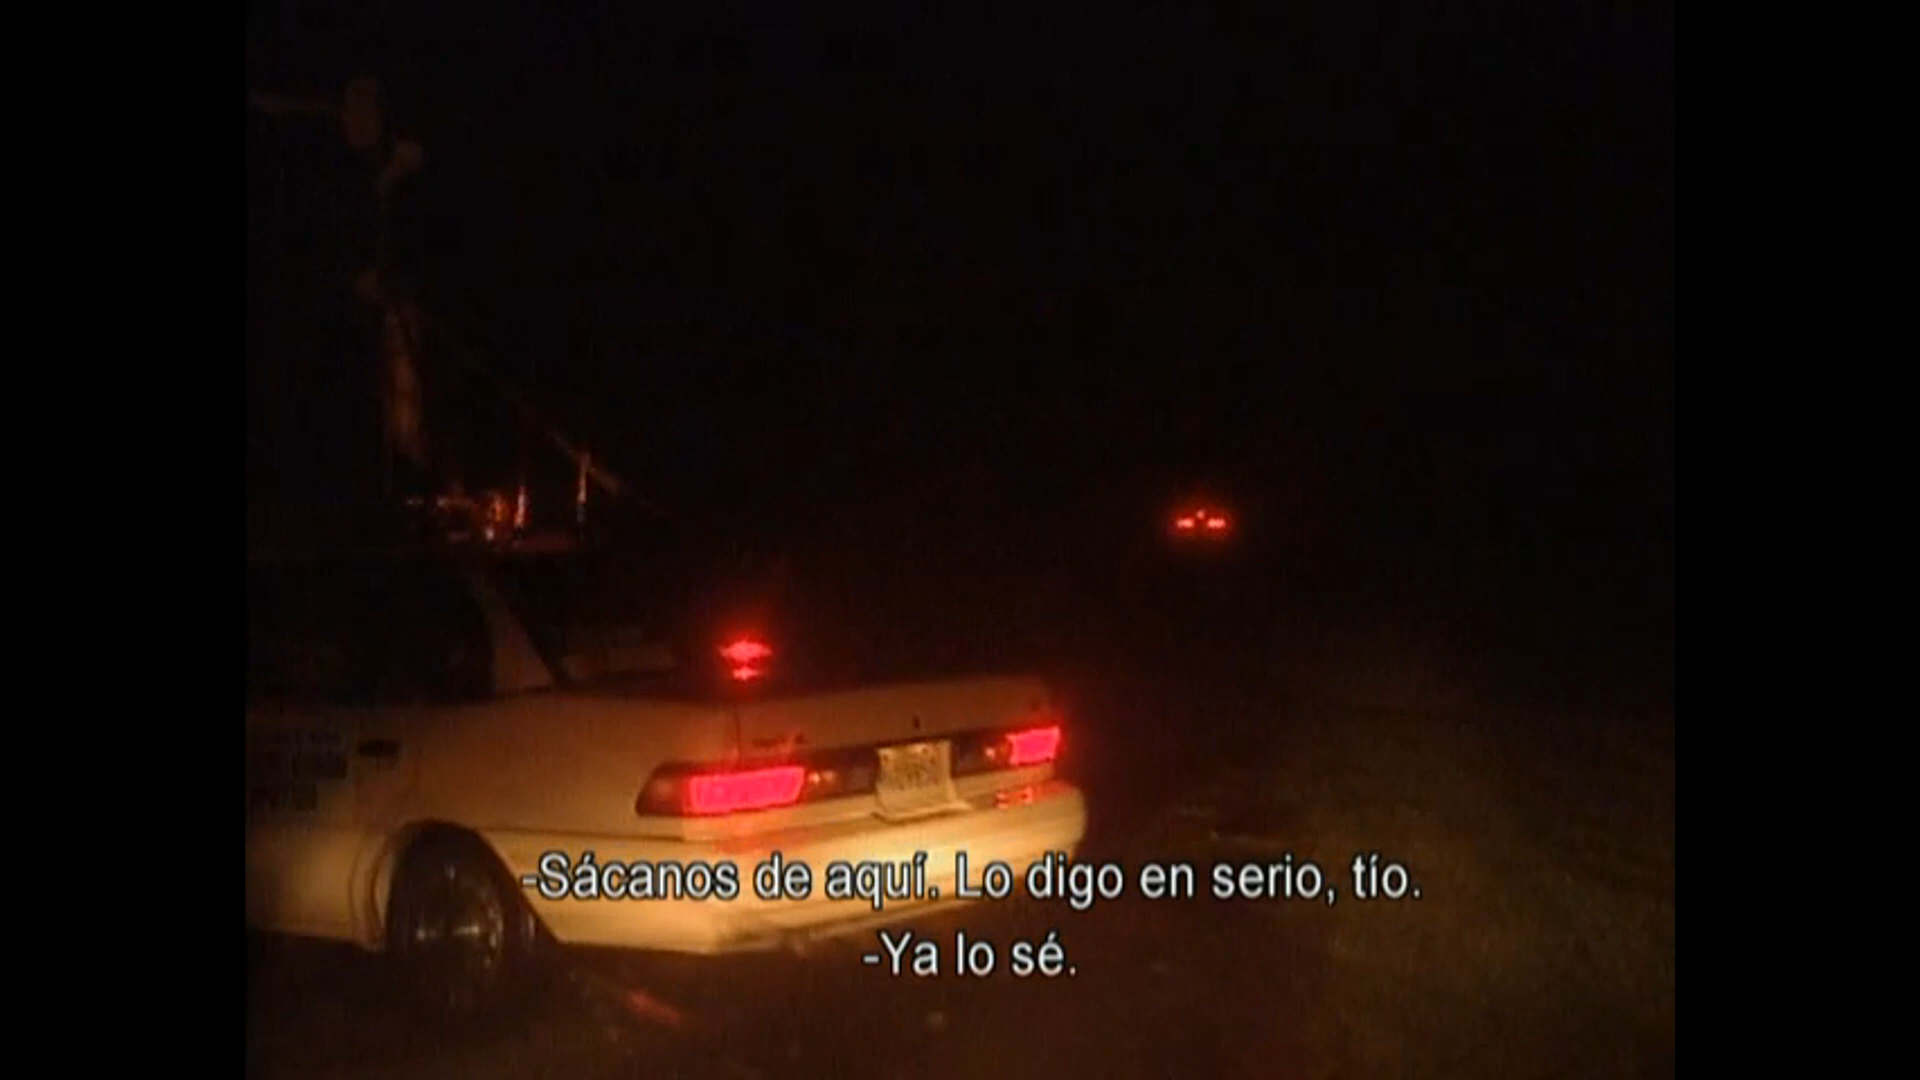 -Sácanos de aquí. Lo digo en serio, tío.
-Ya lo sé.